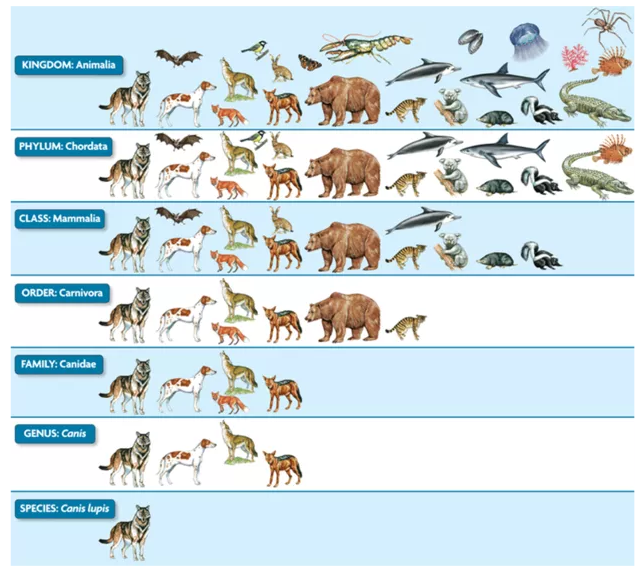 KINGDOM: Animalia
PHYLUM: Chordata
CLASS: Mammalia
ORDER: Carnivora
FAMILY: Canidae
GENUS: Canis
SPECIES: Canis lupis